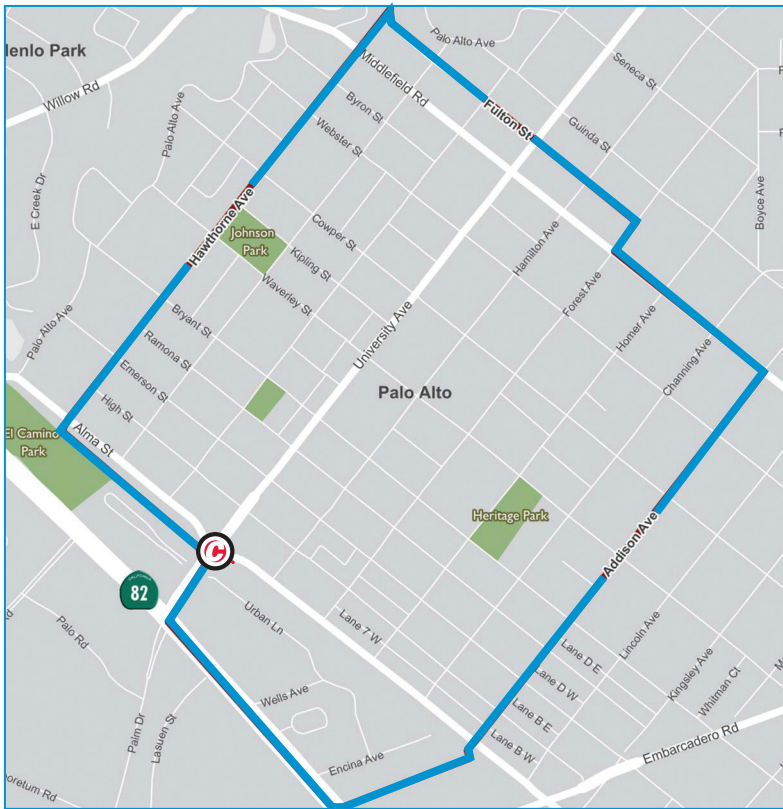 Palo Alto Ave
lenlo Park
Seneca St
Middlefield Rd
Willow Rd
Byron St
Fulton St
Guinda St
Webster St
Palo Alto Ave
E Creek Dr
Boyce Ave
Hawthorne Ave
Johnson
Park
Cowper St
Kipling St
Hamilton Ave
Waverley St
Forest Ave
Bryant St
Homer Ave
Palo Alto Ave
Ramona St
University Ave
Channing Ave
Emerson St
High St
Palo Alto
El Camino
Park
Alma St
Heritage Park
Addison Ave
C
CALIFORNIA
82
Urban Ln
Lane 7 W
Palo Rd
Lincoln Ave
Lane D E
Kingsley Ave
Whitman Ct
Lane D W
Wells Ave
Palm Dr
Lasuen St
Lane B E
Lane B W
Embarcadero Rd
Encina Ave
oretum Rd